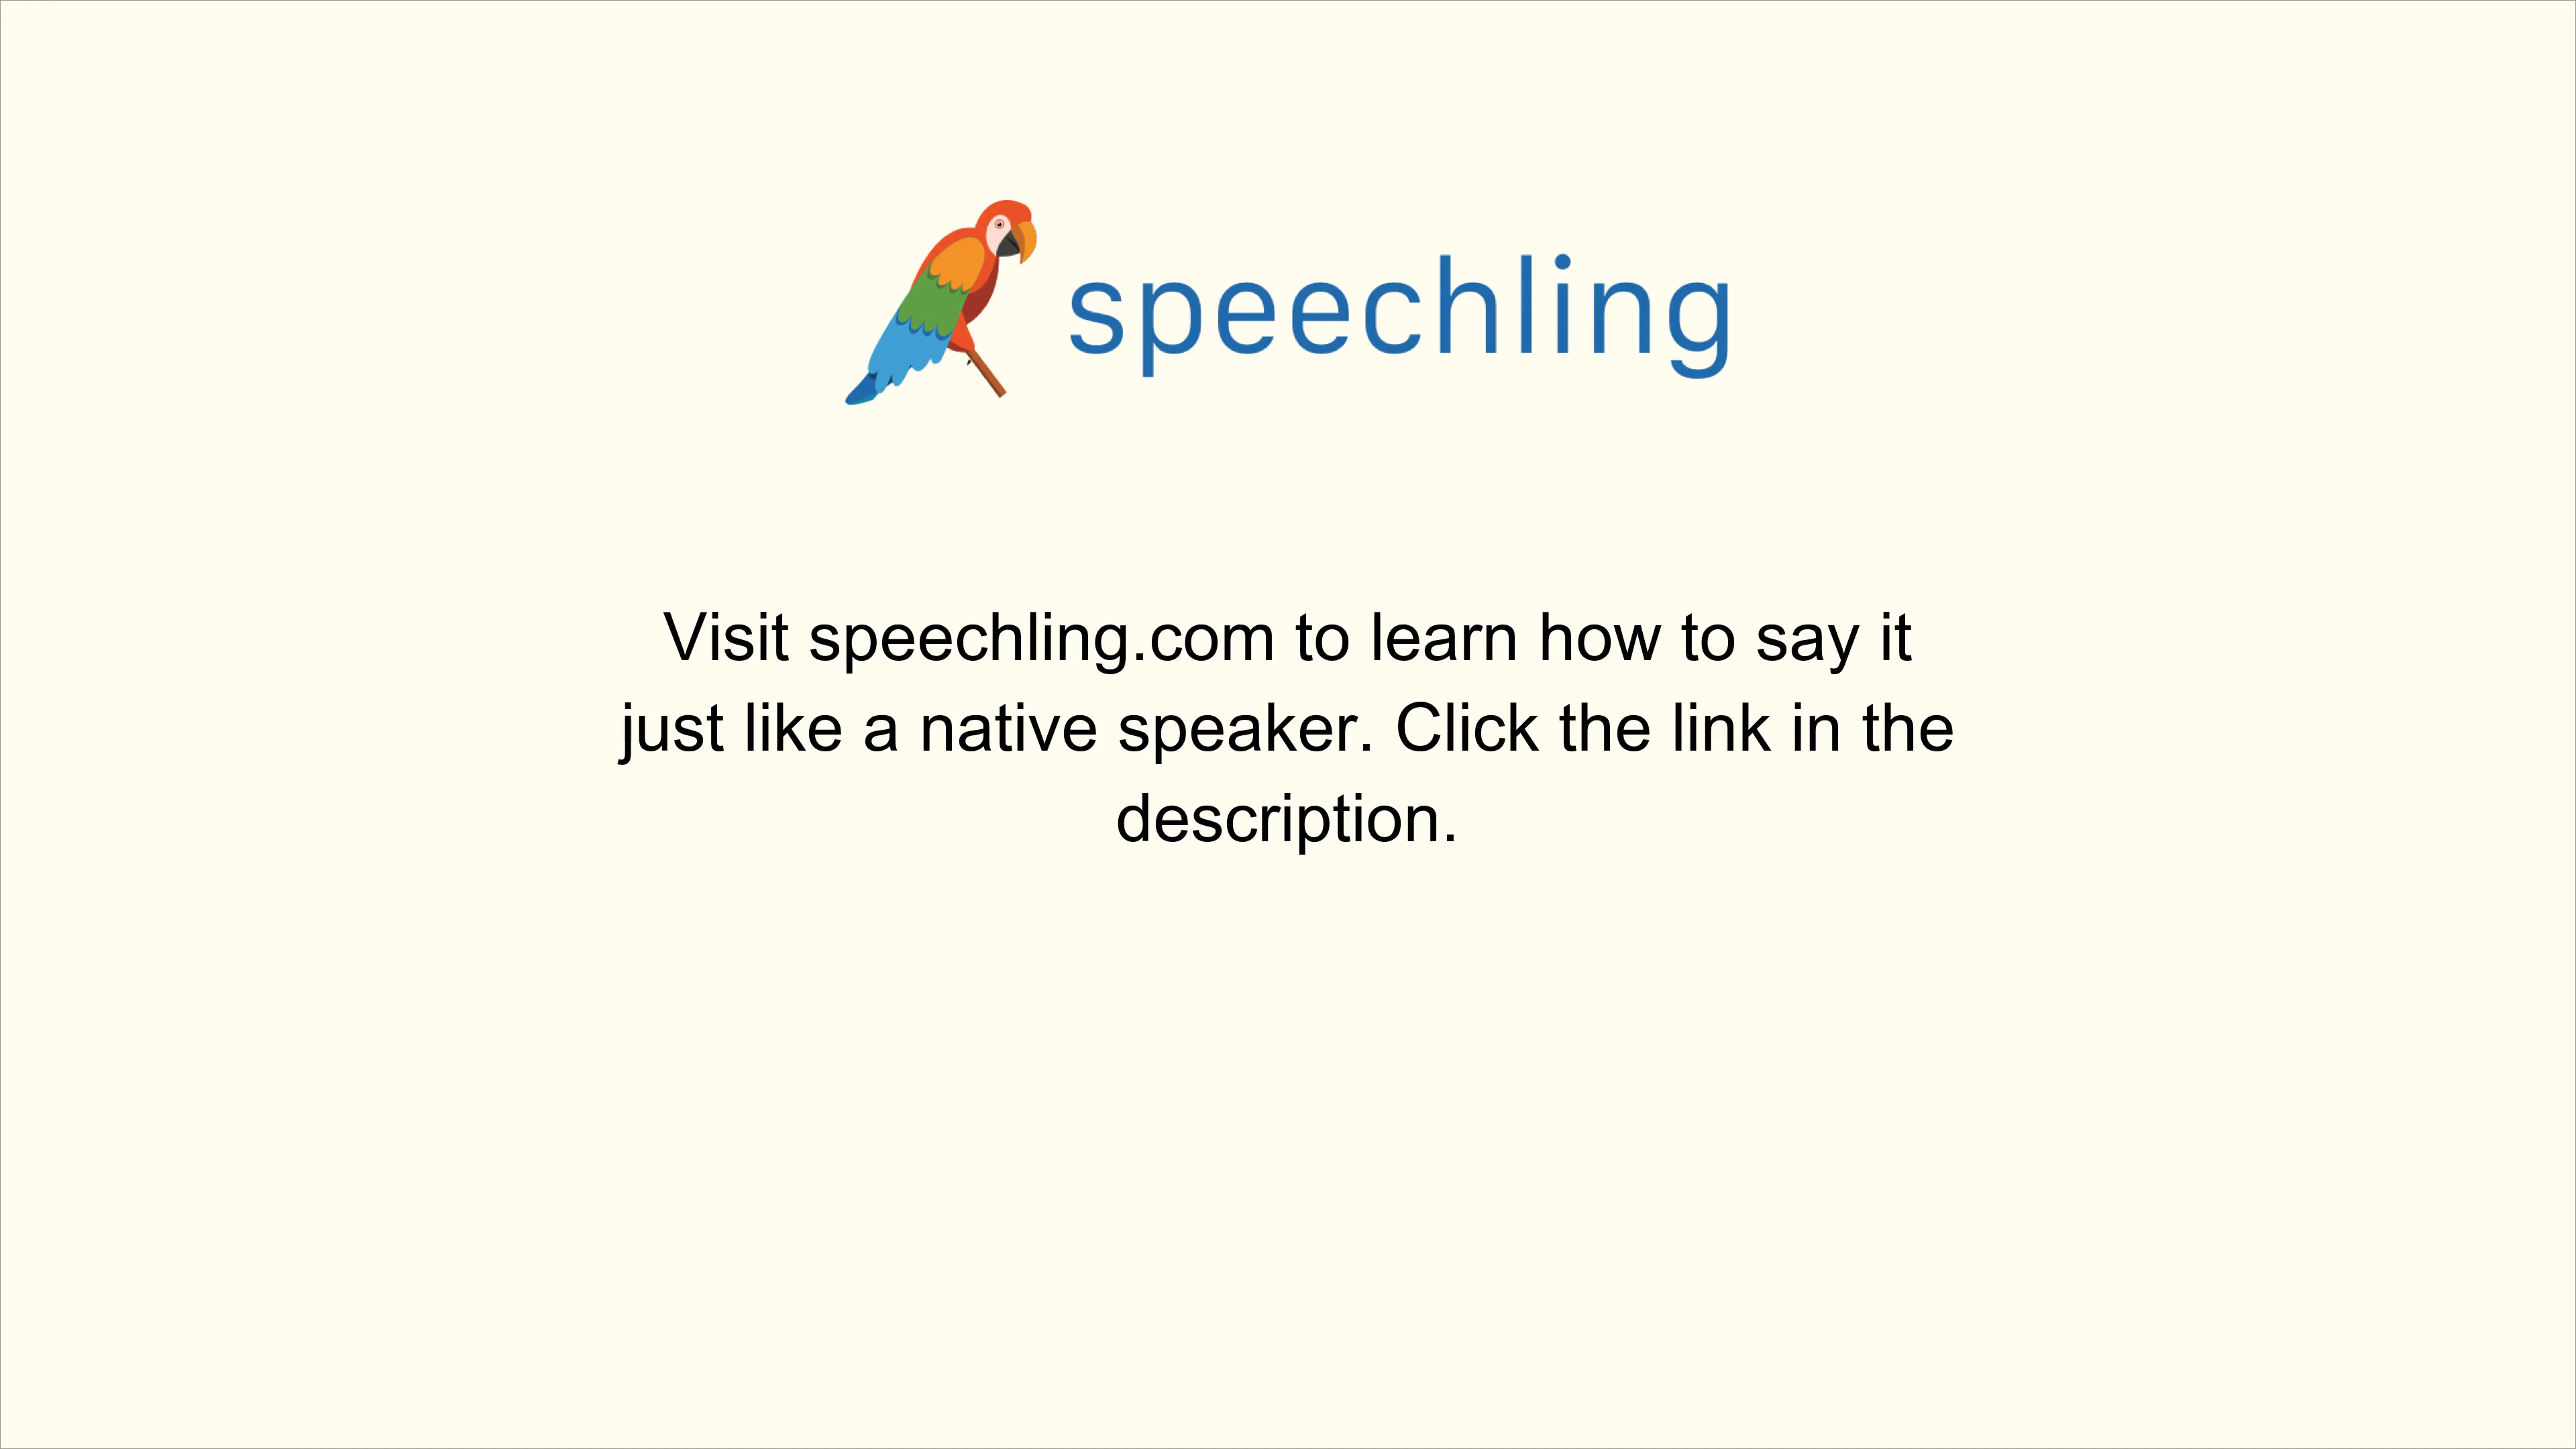 speechling
Visit speechling.com to learn how to say it
just like a native speaker. Click the link in the
description.